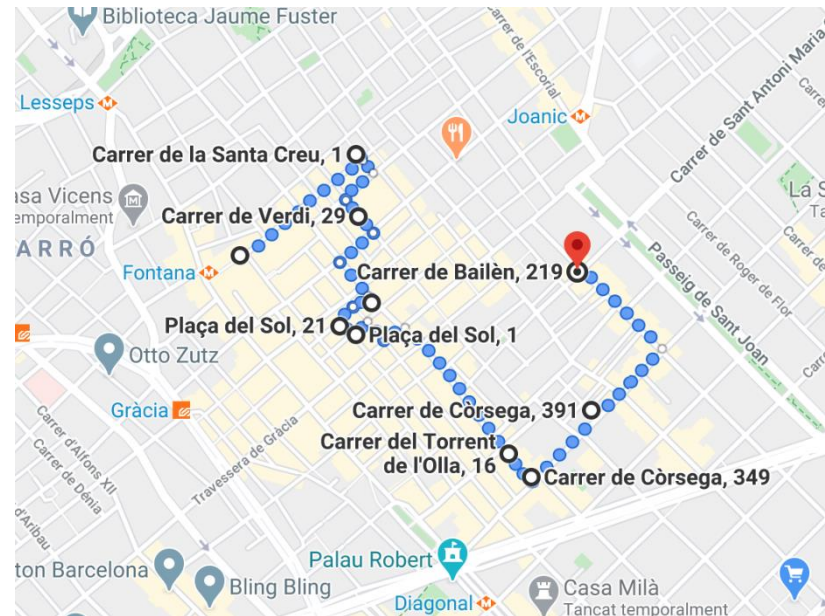 Biblioteca Jaume Fuster
Lesseps
Joanic
Carrer de l'Escorial
Carrer de Sant Antoni Maria C
Carrer de la Santa Creu, 1
asa Vicens
emporalment
Carrer de Verdi, 29
ARRÓ
La S
Ta
Fontana
Carrer de Bailèn, 219
Passeig de Sant Joan
Carrer de Roger de Flor
Plaça del Sol, 21
Plaça del Sol, 1
Otto Zutz
Gràcia
Carrer de Còrsega, 391
Carrer del Torrent
de l'Olla, 16
Carrer de Còrsega, 349
Travessera de Gràcia
Carrer d'Alfons XII
Carrer de Dénia
d'Aribau
Palau Robert
ton Barcelona
Bling Bling
Diagonal
Casa Milà
Tancat temporalment